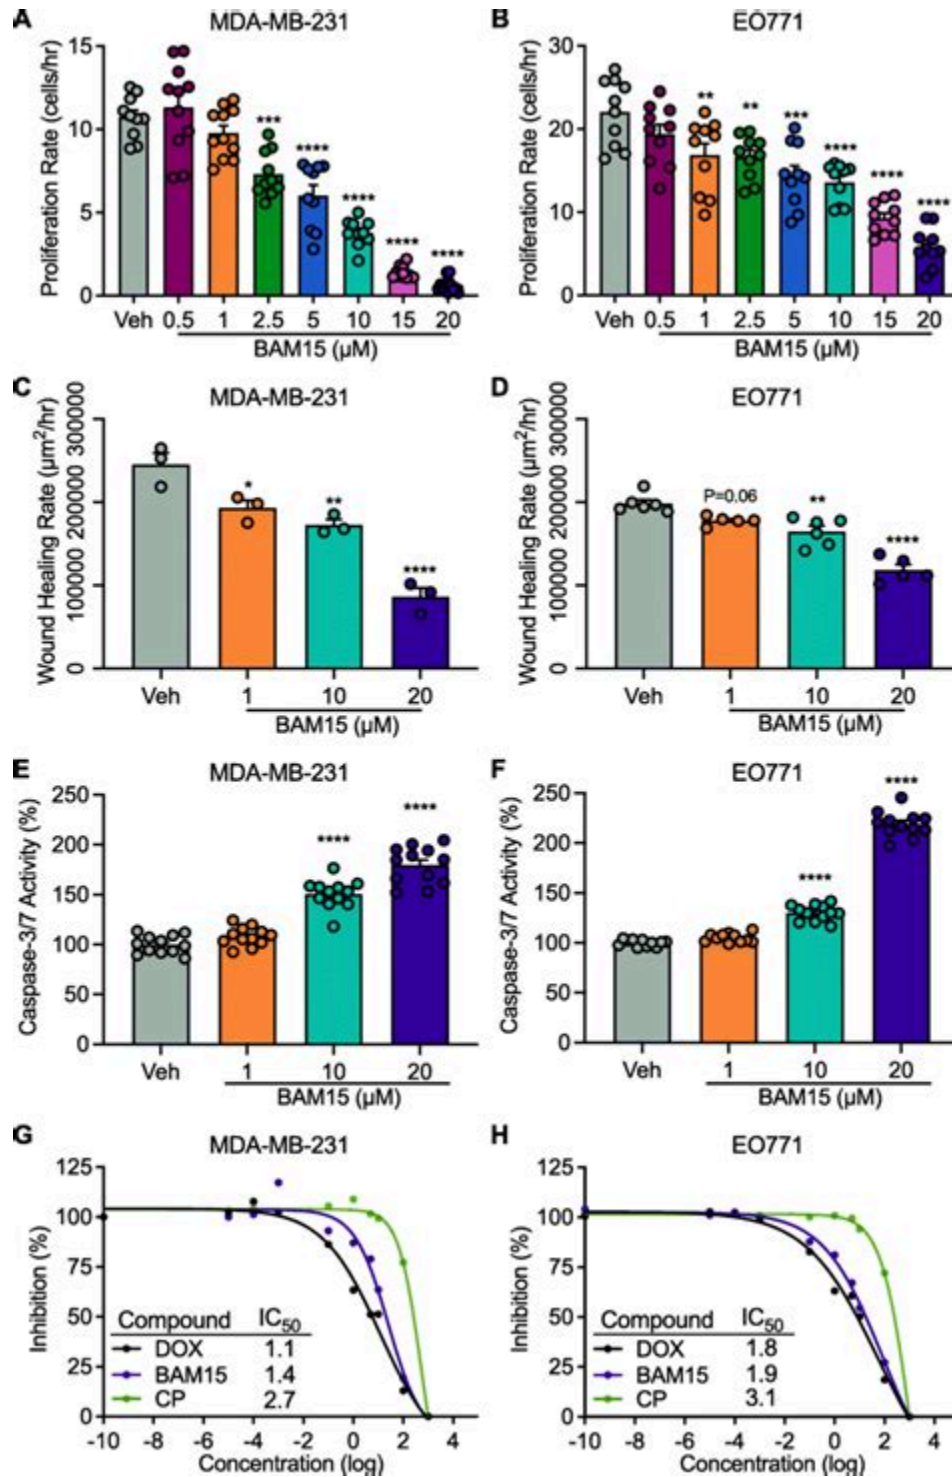 A MDA-MB-231
Proliferation Rate (cells/hr)
15
10
5
0
*** **** **** **** ****
Veh 0.5 1 2.5 5 10 15 20
BAM15 (µM)
B EO771
Proliferation Rate (cells/hr)
30
20
10
0
** ** *** **** **** ****
Veh 0.5 1 2.5 5 10 15 20
BAM15 (µM)
C MDA-MB-231
Wound Healing Rate (µm²/hr)
300000
200000
100000
0
* ** ****
Veh 1 10 20
BAM15 (µM)
D EO771
Wound Healing Rate (µm²/hr)
300000
200000
100000
0
P=0.06 ** ****
Veh 1 10 20
BAM15 (µM)
E MDA-MB-231
Caspase-3/7 Activity (%)
250
200
150
100
50
0
**** ****
Veh 1 10 20
BAM15 (µM)
F EO771
Caspase-3/7 Activity (%)
250
200
150
100
50
0
**** ****
Veh 1 10 20
BAM15 (µM)
G MDA-MB-231
Inhibition (%)
125
100
75
50
25
0
Compound IC50
DOX 1.1
BAM15 1.4
CP 2.7
-10 -8 -6 -4 -2 0 2 4
Concentration (log)
H EO771
Inhibition (%)
125
100
75
50
25
0
Compound IC50
DOX 1.8
BAM15 1.9
CP 3.1
-10 -8 -6 -4 -2 0 2 4
Concentration (log)